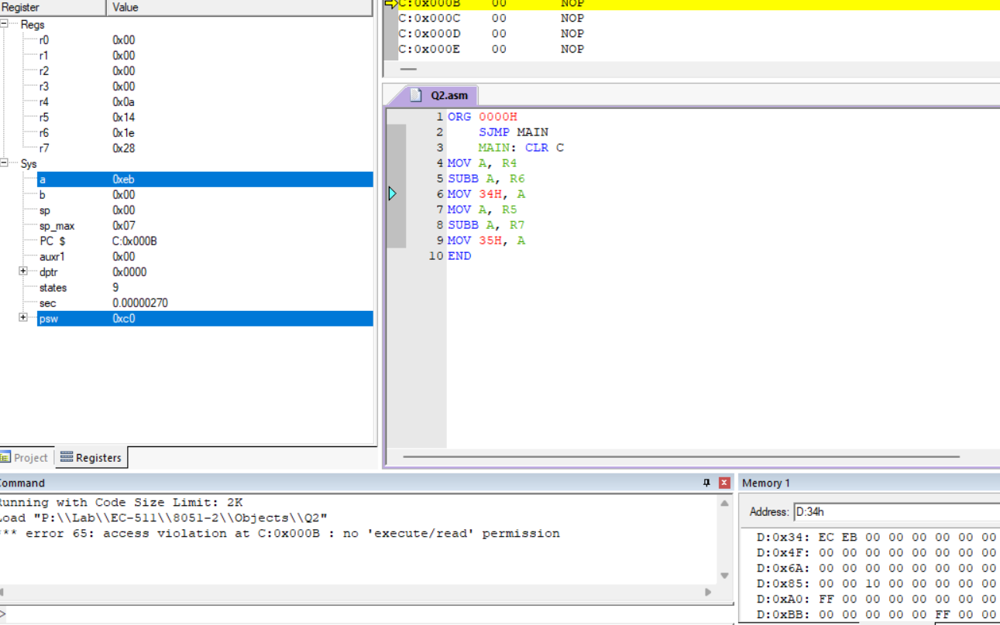 Register Value
Regs
r0 0x00
r1 0x00
r2 0x00
r3 0x00
r4 0x0a
r5 0x14
r6 0x1e
r7 0x28
Sys
a 0xeb
b 0x00
sp 0x00
sp_max 0x07
PC $ C:0x000B
auxr1 0x00
dptr 0x0000
states 9
sec 0.00000270
psw 0xc0
Project Registers
C:0x000B 00 NOP
C:0x000C 00 NOP
C:0x000D 00 NOP
C:0x000E 00 NOP
Q2.asm
1 ORG 0000H
2 SJMP MAIN
3 MAIN: CLR C
4 MOV A, R4
5 SUBB A, R6
6 MOV 34H, A
7 MOV A, R5
8 SUBB A, R7
9 MOV 35H, A
10 END
Command
Running with Code Size Limit: 2K
Load "P:\\Lab\\EC-511\\8051-2\\Objects\\Q2"
*** error 65: access violation at C:0x000B : no 'execute/read' permission
>
Memory 1
Address: D:34h
D:0x34: EC EB 00 00 00 00 00 00
D:0x4F: 00 00 00 00 00 00 00 00
D:0x6A: 00 00 00 00 00 00 00 00
D:0x85: 00 00 10 00 00 00 00 00
D:0xA0: FF 00 00 00 00 00 00 00
D:0xBB: 00 00 00 00 00 FF 00 00